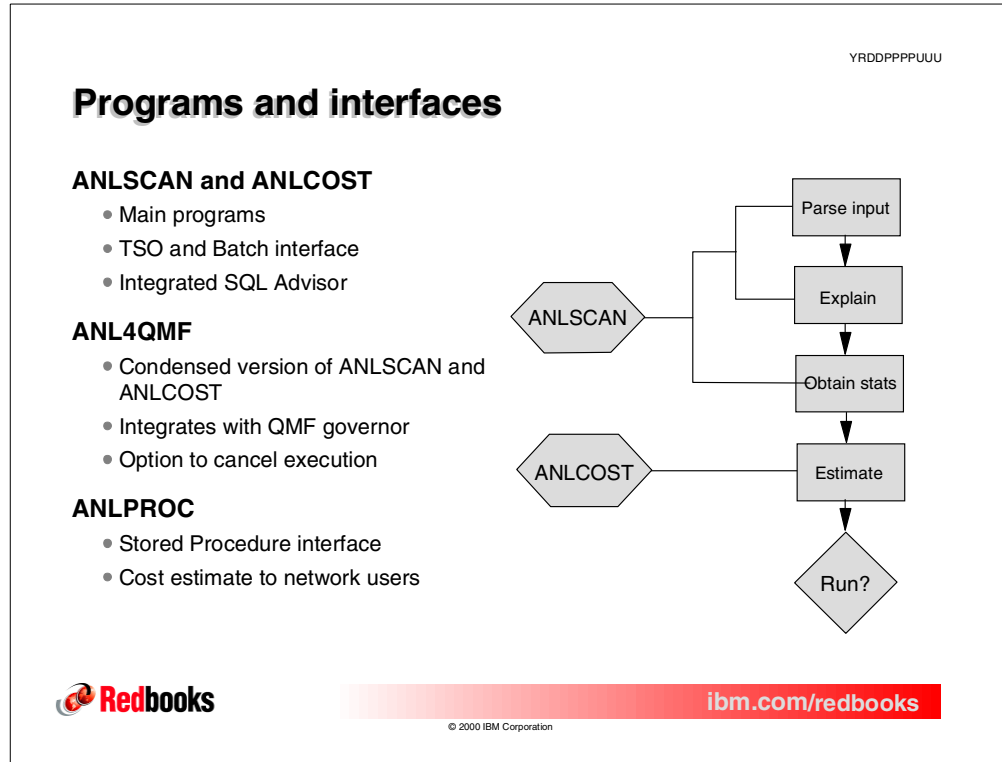 YRDDPPPPUUU
Programs and interfaces
ANLSCAN and ANLCOST
Main programs
TSO and Batch interface
Integrated SQL Advisor
ANL4QMF
Condensed version of ANLSCAN and
ANLCOST
Integrates with QMF governor
Option to cancel execution
ANLPROC
Stored Procedure interface
Cost estimate to network users
Parse input
Explain
ANLSCAN
Obtain stats
ANLCOST
Estimate
Run?
Redbooks
ibm.com/redbooks
© 2000 IBM Corporation